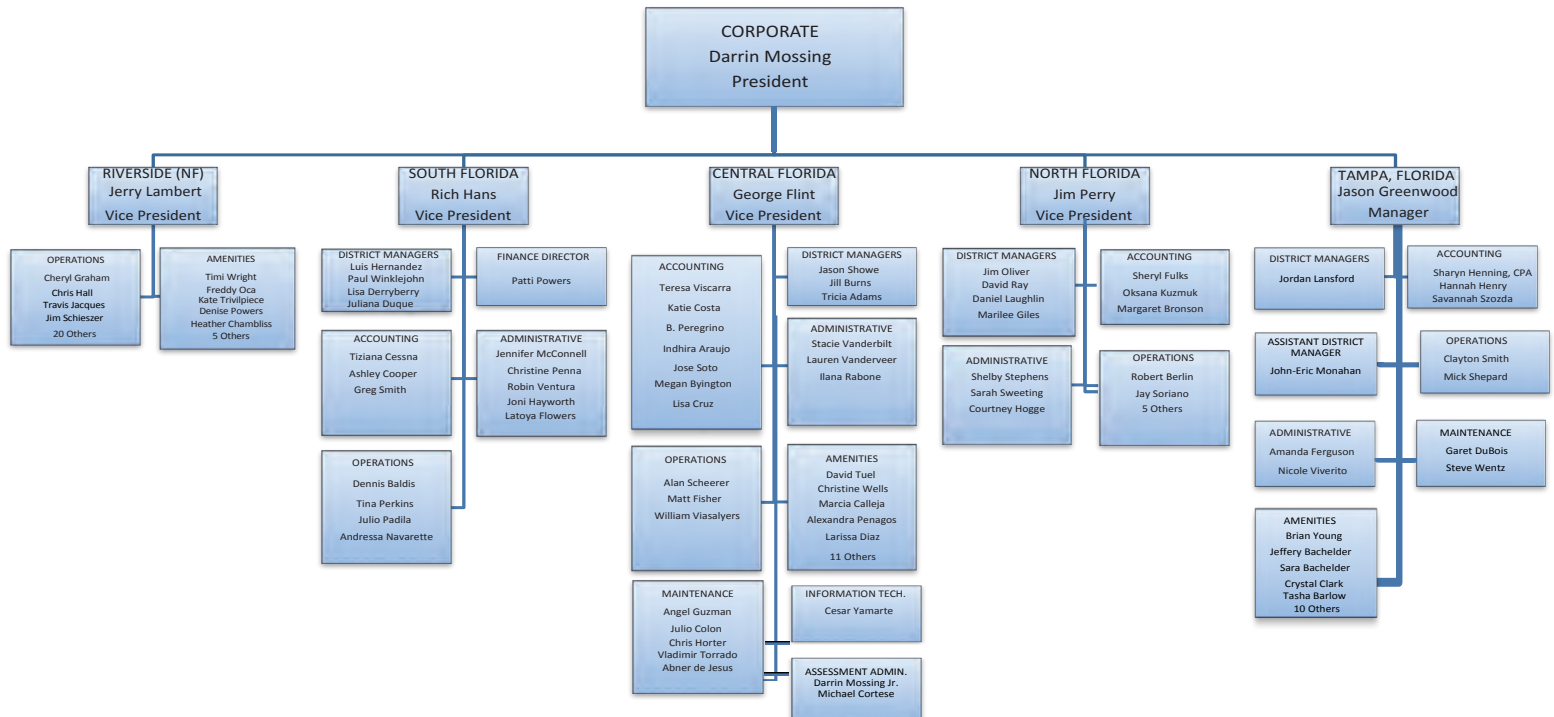 CORPORATE
Darrin Mossing
President
RIVERSIDE (NF)
Jerry Lambert
Vice President
OPERATIONS
Cheryl Graham
Chris Hall
Travis Jacques
Jim Schieszer
20 Others
AMENITIES
Timi Wright
Freddy Oca
Kate Trivilpiece
Denise Powers
Heather Chambliss
5 Others
SOUTH FLORIDA
Rich Hans
Vice President
DISTRICT MANAGERS
Luis Hernandez
Paul Winklejohn
Lisa Derryberry
Juliana Duque
FINANCE DIRECTOR
Patti Powers
ACCOUNTING
Tiziana Cessna
Ashley Cooper
Greg Smith
ADMINISTRATIVE
Jennifer McConnell
Christine Penna
Robin Ventura
Joni Hayworth
Latoya Flowers
OPERATIONS
Dennis Baldis
Tina Perkins
Julio Padila
Andressa Navarette
CENTRAL FLORIDA
George Flint
Vice President
ACCOUNTING
Teresa Viscarra
Katie Costa
B. Peregrino
Indhira Araujo
Jose Soto
Megan Byington
Lisa Cruz
DISTRICT MANAGERS
Jason Showe
Jill Burns
Tricia Adams
ADMINISTRATIVE
Stacie Vanderbilt
Lauren Vanderveer
Ilana Rabone
OPERATIONS
Alan Scheerer
Matt Fisher
William Viasalyers
AMENITIES
David Tuel
Christine Wells
Marcia Calleja
Alexandra Penagos
Larissa Diaz
11 Others
MAINTENANCE
Angel Guzman
Julio Colon
Chris Horter
Vladimir Torrado
Abner de Jesus
INFORMATION TECH.
Cesar Yamarte
ASSESSMENT ADMIN.
Darrin Mossing Jr.
Michael Cortese
NORTH FLORIDA
Jim Perry
Vice President
DISTRICT MANAGERS
Jim Oliver
David Ray
Daniel Laughlin
Marilee Giles
ACCOUNTING
Sheryl Fulks
Oksana Kuzmuk
Margaret Bronson
ADMINISTRATIVE
Shelby Stephens
Sarah Sweeting
Courtney Hogge
OPERATIONS
Robert Berlin
Jay Soriano
5 Others
TAMPA, FLORIDA
Jason Greenwood
Manager
DISTRICT MANAGERS
Jordan Lansford
ACCOUNTING
Sharyn Henning, CPA
Hannah Henry
Savannah Szozda
ASSISTANT DISTRICT
MANAGER
John-Eric Monahan
OPERATIONS
Clayton Smith
Mick Shepard
ADMINISTRATIVE
Amanda Ferguson
Nicole Viverito
MAINTENANCE
Garet DuBois
Steve Wentz
AMENITIES
Brian Young
Jeffery Bachelder
Sara Bachelder
Crystal Clark
Tasha Barlow
10 Others